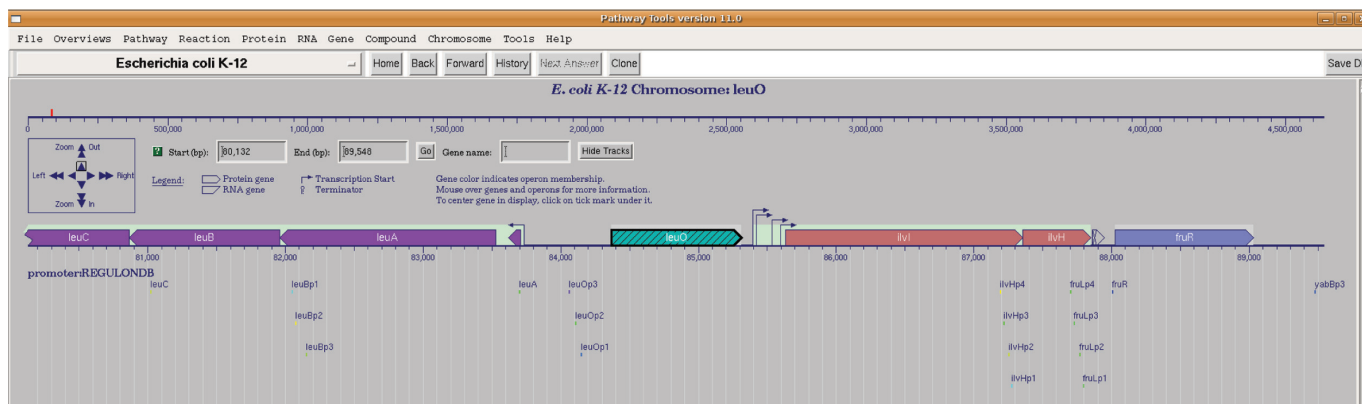 Pathway Tools version 11.0
File Overviews Pathway Reaction Protein RNA Gene Compound Chromosome Tools Help
Escherichia coli K-12 Home Back Forward History Next Answer Clone Save D
E. coli K-12 Chromosome: leuO
0 500,000 1,000,000 1,500,000 2,000,000 2,500,000 3,000,000 3,500,000 4,000,000 4,500,000
Zoom Out
Left Right
Zoom In
? Start (bp): 80,132 End (bp): 89,548 Go Gene name: Hide Tracks
Legend: Protein gene Transcription Start Gene color indicates operon membership.
RNA gene Terminator Mouse over genes and operons for more information.
To center gene in display, click on tick mark under it.
leuC leuB leuA leuO ilvI ilvH fruR
81,000 82,000 83,000 84,000 85,000 86,000 87,000 88,000 89,000
promoter:REGULONDB
leuC leuBp1 leuA leuOp3 ilvHp4 fruLp4 fruR yabBp3
leuBp2 leuOp2 ilvHp3 fruLp3
leuBp3 leuOp1 ilvHp2 fruLp2
ilvHp1 fruLp1